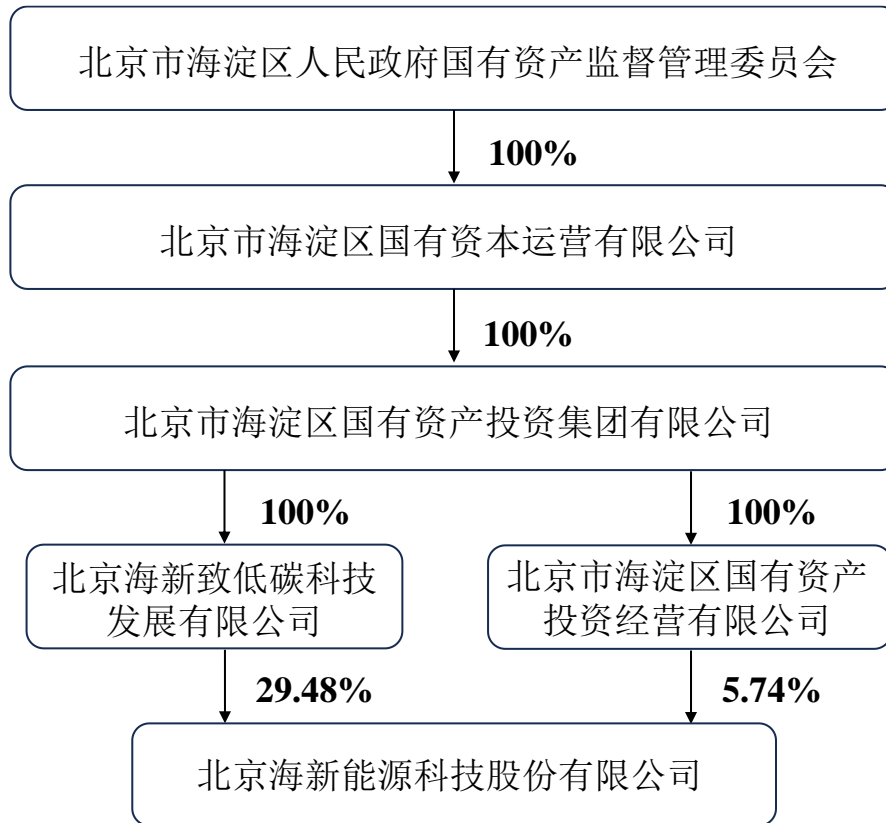 北京市海淀区人民政府国有资产监督管理委员会
100%
北京市海淀区国有资本运营有限公司
100%
北京市海淀区国有资产投资集团有限公司
100%
100%
北京海新致低碳科技
发展有限公司
北京市海淀区国有资产
投资经营有限公司
29.48%
5.74%
北京海新能源科技股份有限公司